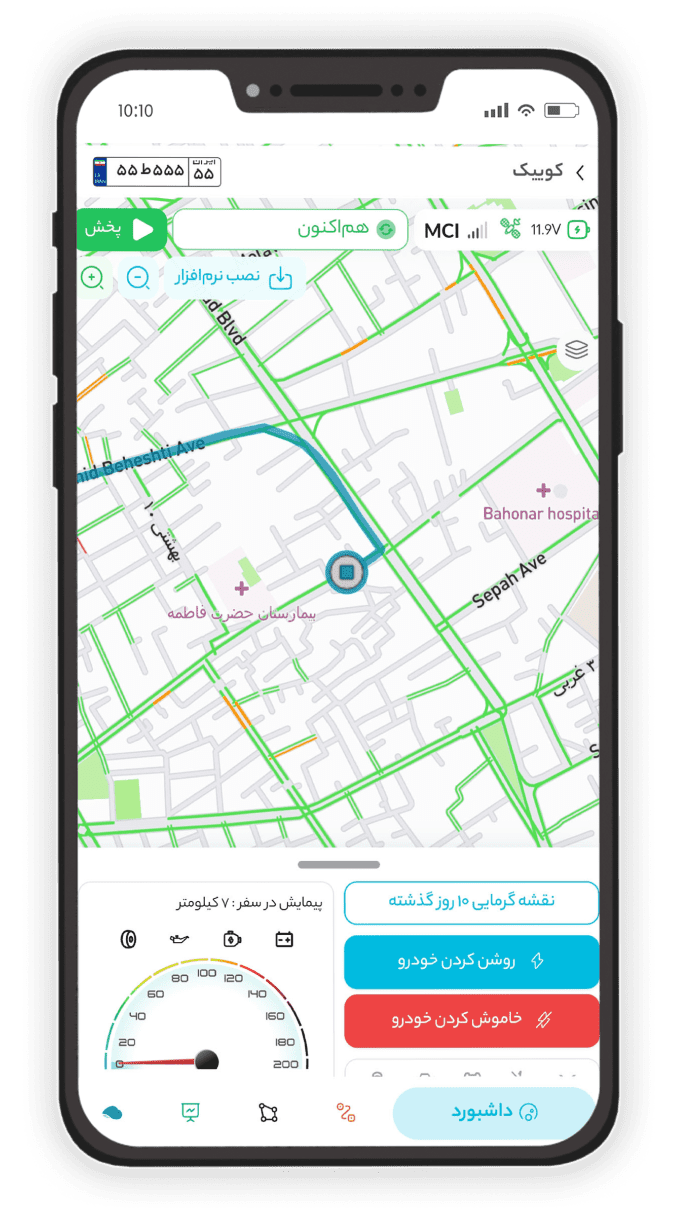 10:10
کوییک
۵۵ ط ۵۵۵
ایران
۵۵
پخش
هم‌اکنون
MCI
11.9V
نصب نرم‌افزار
ud Blvd
nid Beheshti Ave
بهشتی ۱۰
Bahonar hospita
Sepah Ave
بیمارستان حضرت فاطمه
۳ غربی
پیمایش در سفر : ۷ کیلومتر
0
20
40
60
80
100
120
140
160
180
200
نقشه گرمایی ۱۰ روز گذشته
روشن کردن خودرو
خاموش کردن خودرو
داشبورد